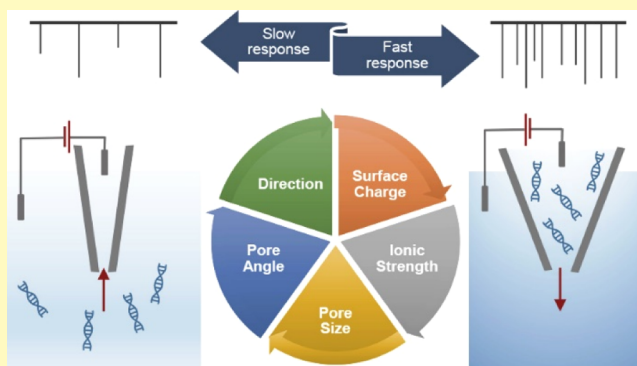 Slow
response
Fast
response
Direction
Surface
Charge
Pore
Angle
Ionic
Strength
Pore
Size